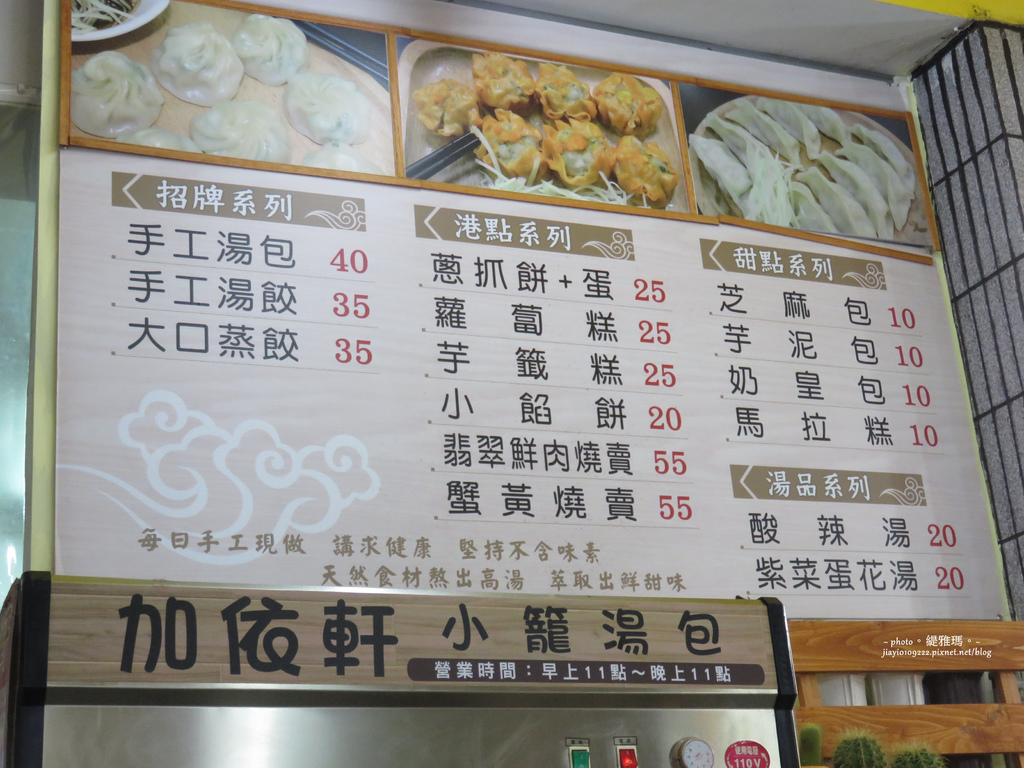 招牌系列
手工湯包 40
手工湯餃 35
大口蒸餃 35
港點系列
蔥抓餅+蛋 25
蘿蔔糕 25
芋籤糕 25
小餡餅 20
翡翠鮮肉燒賣 55
蟹黃燒賣 55
甜點系列
芝麻包 10
芋泥包 10
奶皇包 10
馬拉糕 10
湯品系列
酸辣湯 20
紫菜蛋花湯 20
每日手工現做 講求健康 堅持不含味素
天然食材熬出高湯 萃取出鮮甜味
加依軒 小籠湯包
營業時間：早上11點～晚上11點
使用電壓
110V
~ photo。緹雅瑪。~
jiayio109222.pixnet.net/blog